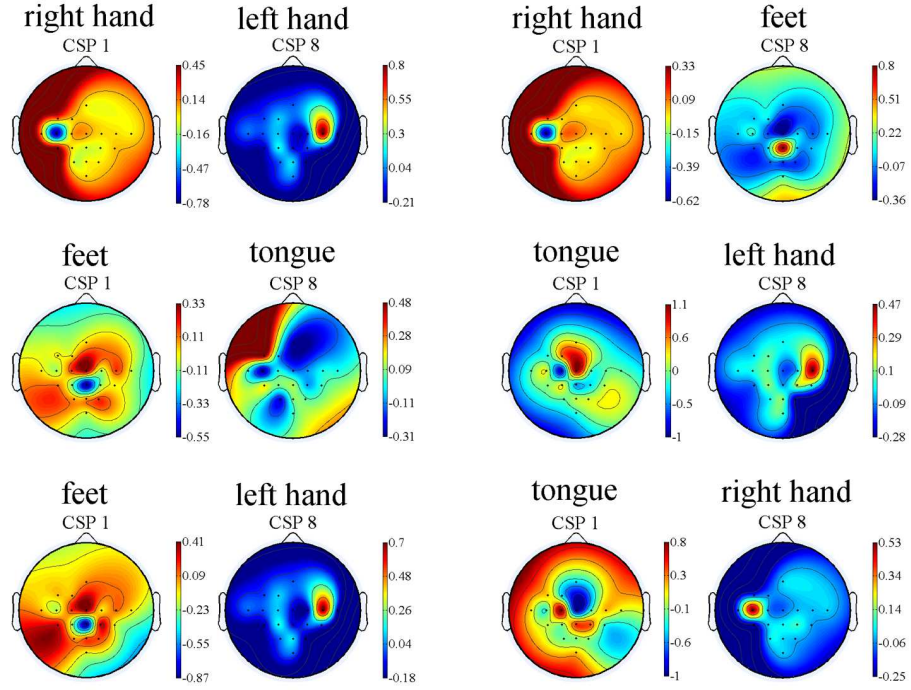 right hand left hand right hand feet
CSP 1 CSP 8 CSP 1 CSP 8
0.45 0.8 0.33 0.8
0.14 0.55 0.09 0.51
-0.16 0.3 -0.15 0.22
-0.47 0.04 -0.39 -0.07
-0.78 -0.21 -0.62 -0.36
feet tongue tongue left hand
CSP 1 CSP 8 CSP 1 CSP 8
0.33 0.48 1.1 0.47
0.11 0.28 0.5 0.28
-0.11 0.09 0 0.1
-0.33 -0.11 -0.5 -0.09
-0.55 -0.31 -1 -0.28
feet left hand tongue right hand
CSP 1 CSP 8 CSP 1 CSP 8
0.41 0.7 0.8 0.53
0.09 0.48 0.3 0.34
-0.23 0.26 -0.1 0.14
-0.55 0.04 -0.6 -0.06
-0.87 -0.18 -1 -0.25